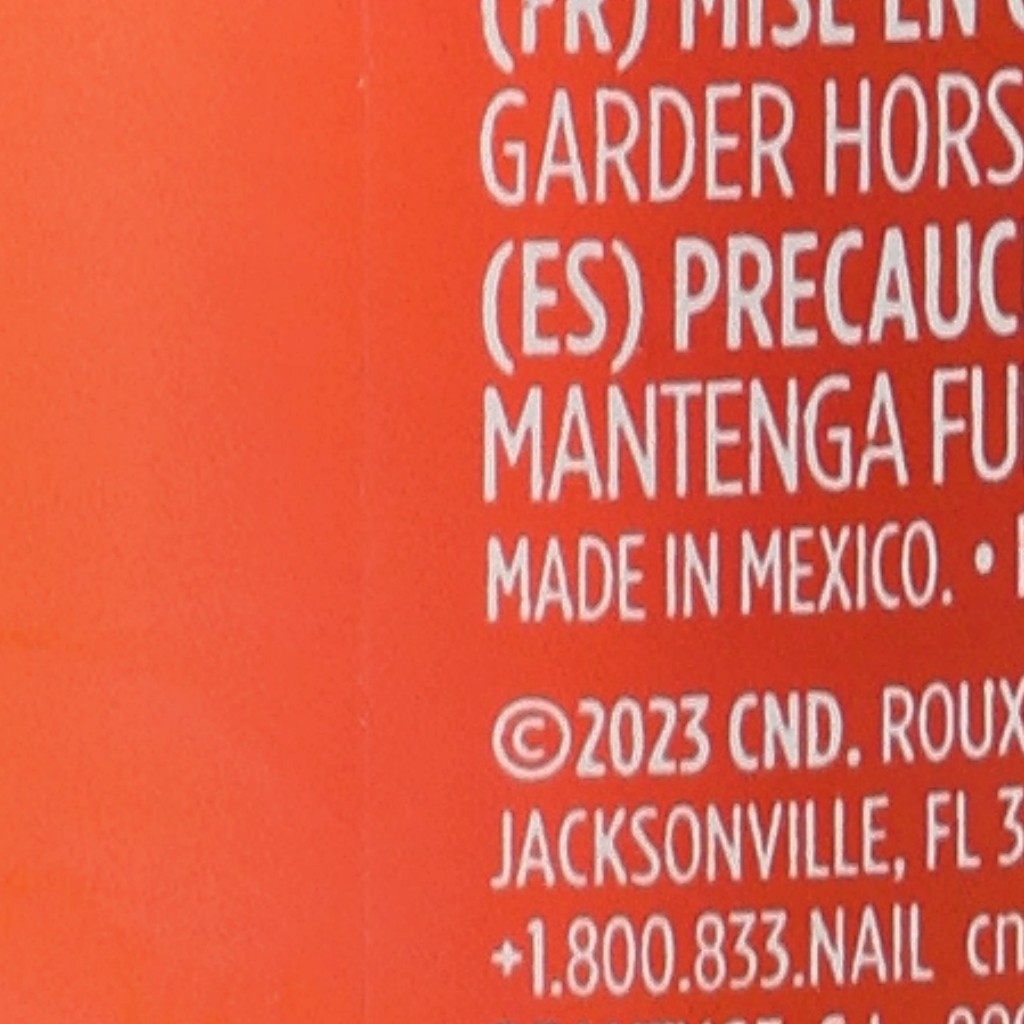 (FR) MISE EN
GARDER HORS
(ES) PRECAUC
MANTENGA FU
MADE IN MEXICO. •
©2023 CND. ROUX
JACKSONVILLE, FL 3
+1.800.833.NAIL cn